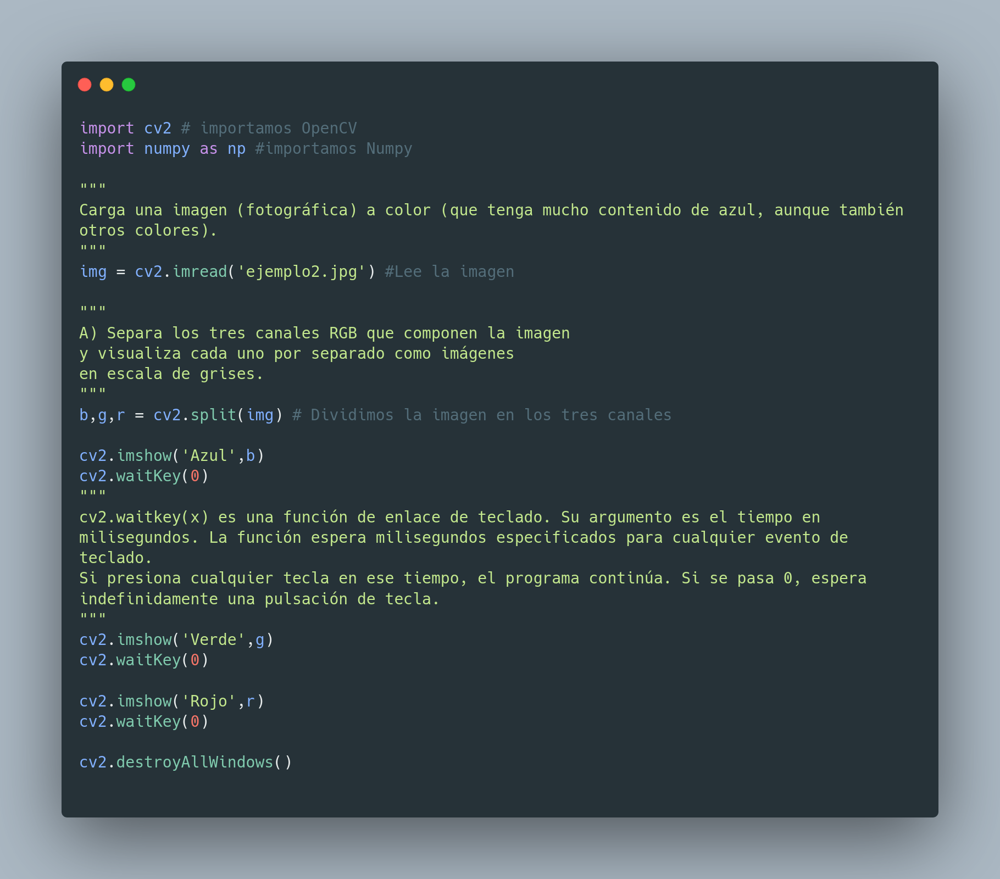 import cv2 # importamos OpenCV
import numpy as np #importamos Numpy
"""
Carga una imagen (fotográfica) a color (que tenga mucho contenido de azul, aunque también
otros colores).
"""
img = cv2.imread('ejemplo2.jpg') #Lee la imagen
"""
A) Separa los tres canales RGB que componen la imagen
y visualiza cada uno por separado como imágenes
en escala de grises.
"""
b,g,r = cv2.split(img) # Dividimos la imagen en los tres canales
cv2.imshow('Azul',b)
cv2.waitKey(0)
"""
cv2.waitkey(x) es una función de enlace de teclado. Su argumento es el tiempo en
milisegundos. La función espera milisegundos especificados para cualquier evento de
teclado.
Si presiona cualquier tecla en ese tiempo, el programa continúa. Si se pasa 0, espera
indefinidamente una pulsación de tecla.
"""
cv2.imshow('Verde',g)
cv2.waitKey(0)
cv2.imshow('Rojo',r)
cv2.waitKey(0)
cv2.destroyAllWindows()